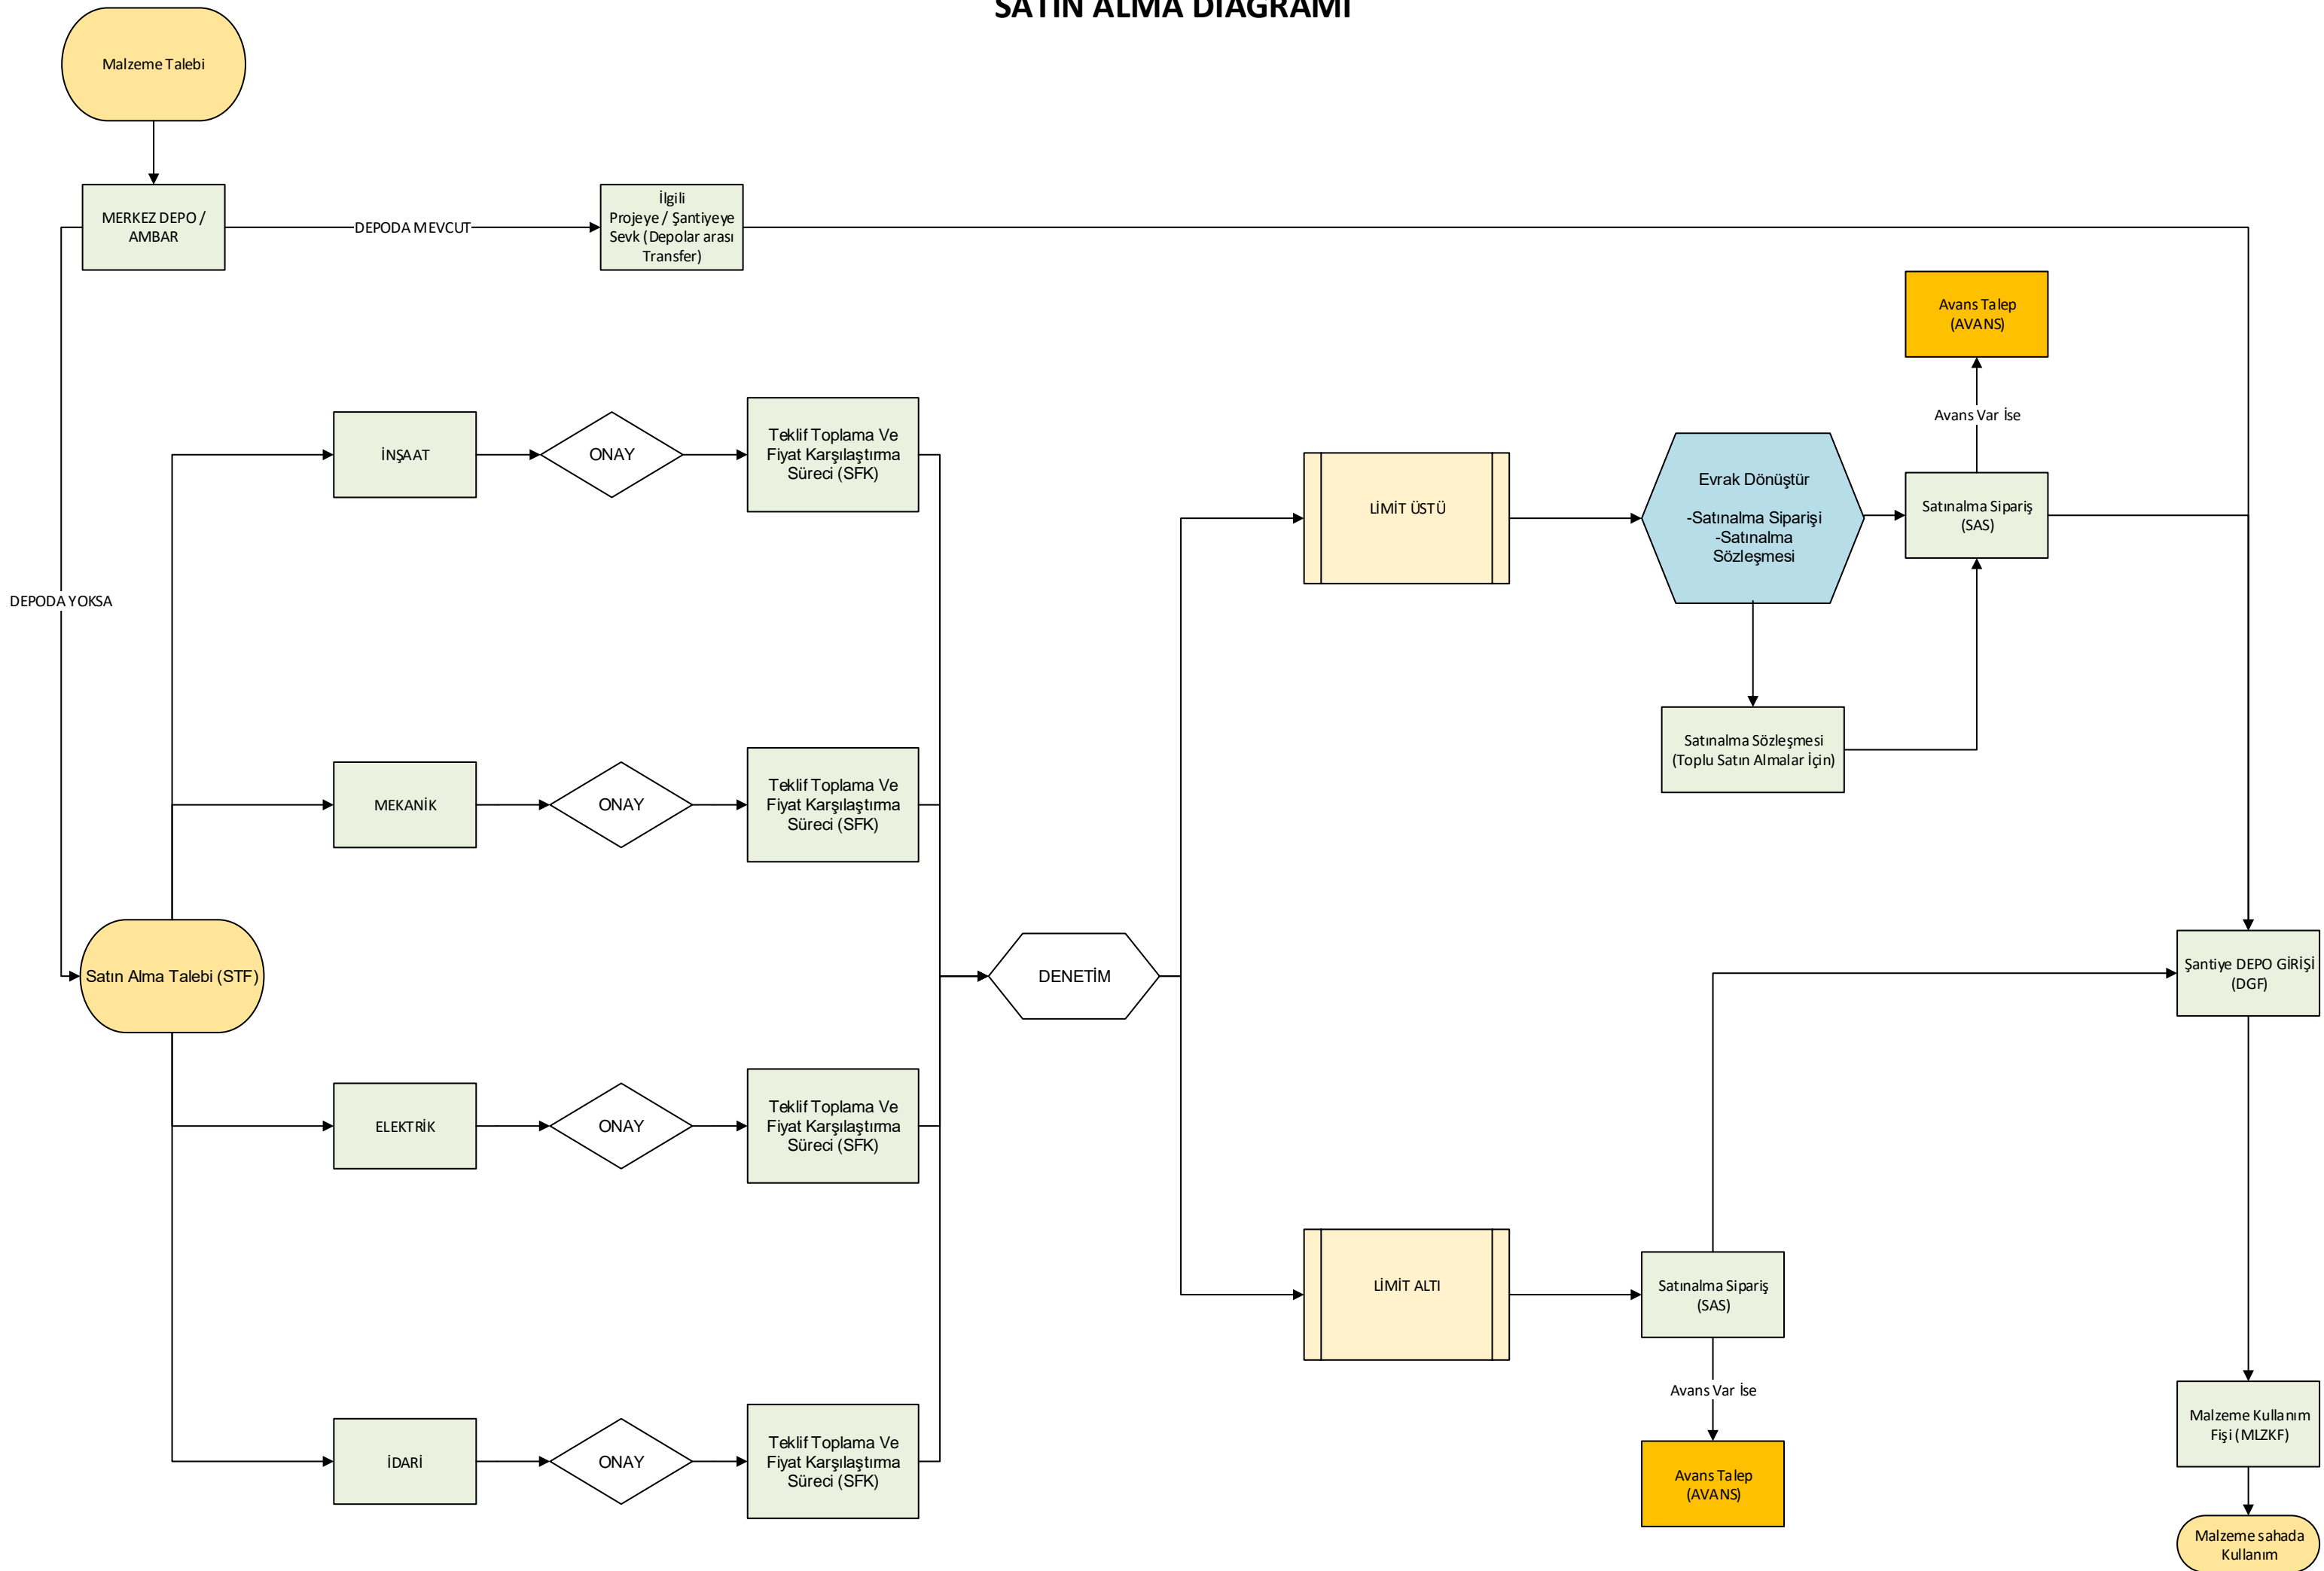 SATIN ALMA DİAGRAMI
Malzeme Talebi
MERKEZ DEPO /
AMBAR
DEPODA MEVCUT
İlgili
Projeye / Şantiyeye
Sevk (Depolar arası
Transfer)
Avans Talep
(AVANS)
Avans Var İse
İNŞAAT
ONAY
Teklif Toplama Ve
Fiyat Karşılaştırma
Süreci (SFK)
LİMİT ÜSTÜ
Evrak Dönüştür
-Satınalma Siparişi
-Satınalma
Sözleşmesi
Satınalma Sipariş
(SAS)
DEPODA YOKSA
Satınalma Sözleşmesi
(Toplu Satın Almalar İçin)
MEKANİK
ONAY
Teklif Toplama Ve
Fiyat Karşılaştırma
Süreci (SFK)
Satın Alma Talebi (STF)
DENETİM
Şantiye DEPO GİRİŞİ
(DGF)
ELEKTRİK
ONAY
Teklif Toplama Ve
Fiyat Karşılaştırma
Süreci (SFK)
LİMİT ALTI
Satınalma Sipariş
(SAS)
Avans Var İse
Avans Talep
(AVANS)
İDARİ
ONAY
Teklif Toplama Ve
Fiyat Karşılaştırma
Süreci (SFK)
Malzeme Kullanım
Fişi (MLZKF)
Malzeme sahada
Kullanım